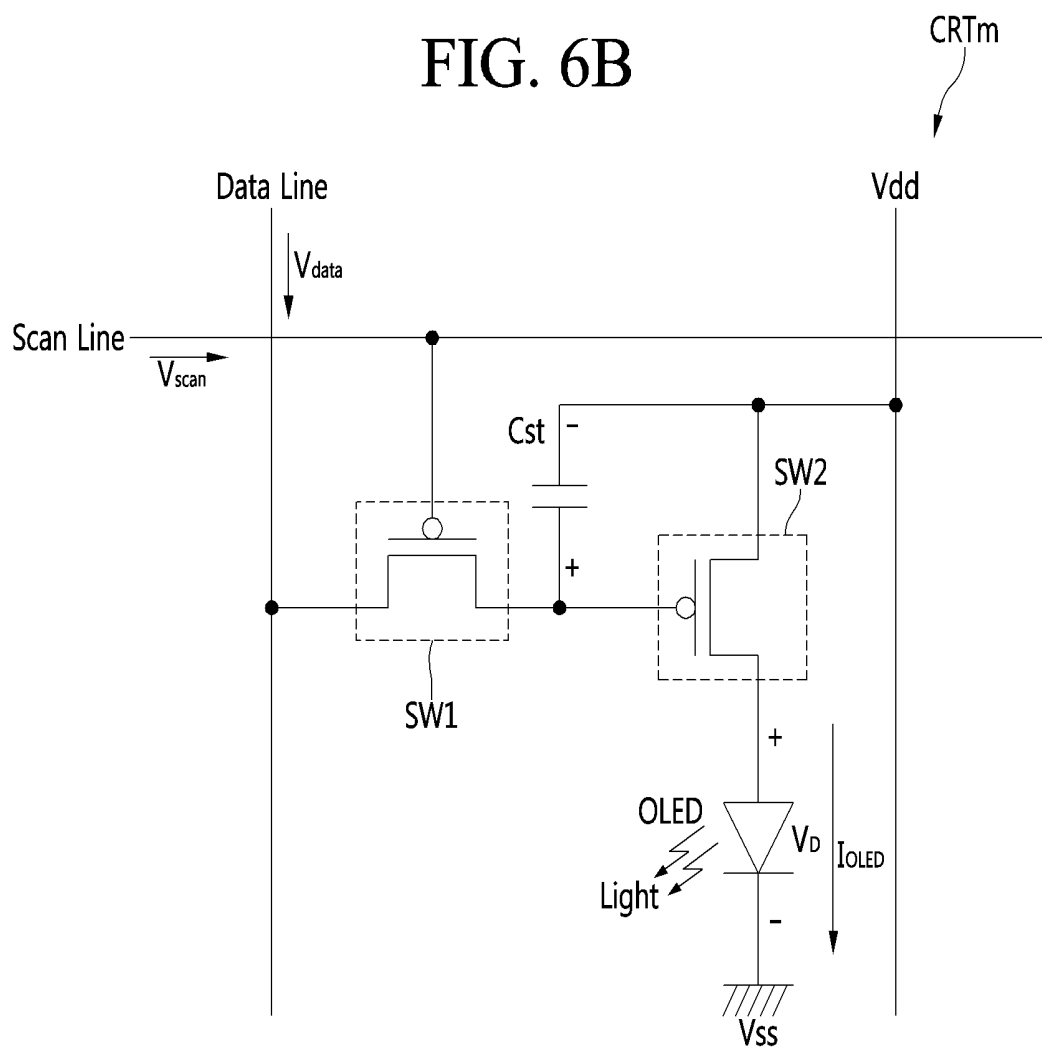 FIG. 6B
CRTm
Data Line
Vdd
Vdata
Scan Line
Vscan
Cst
-
SW2
+
SW1
+
OLED
VD
IOLED
Light
-
Vss